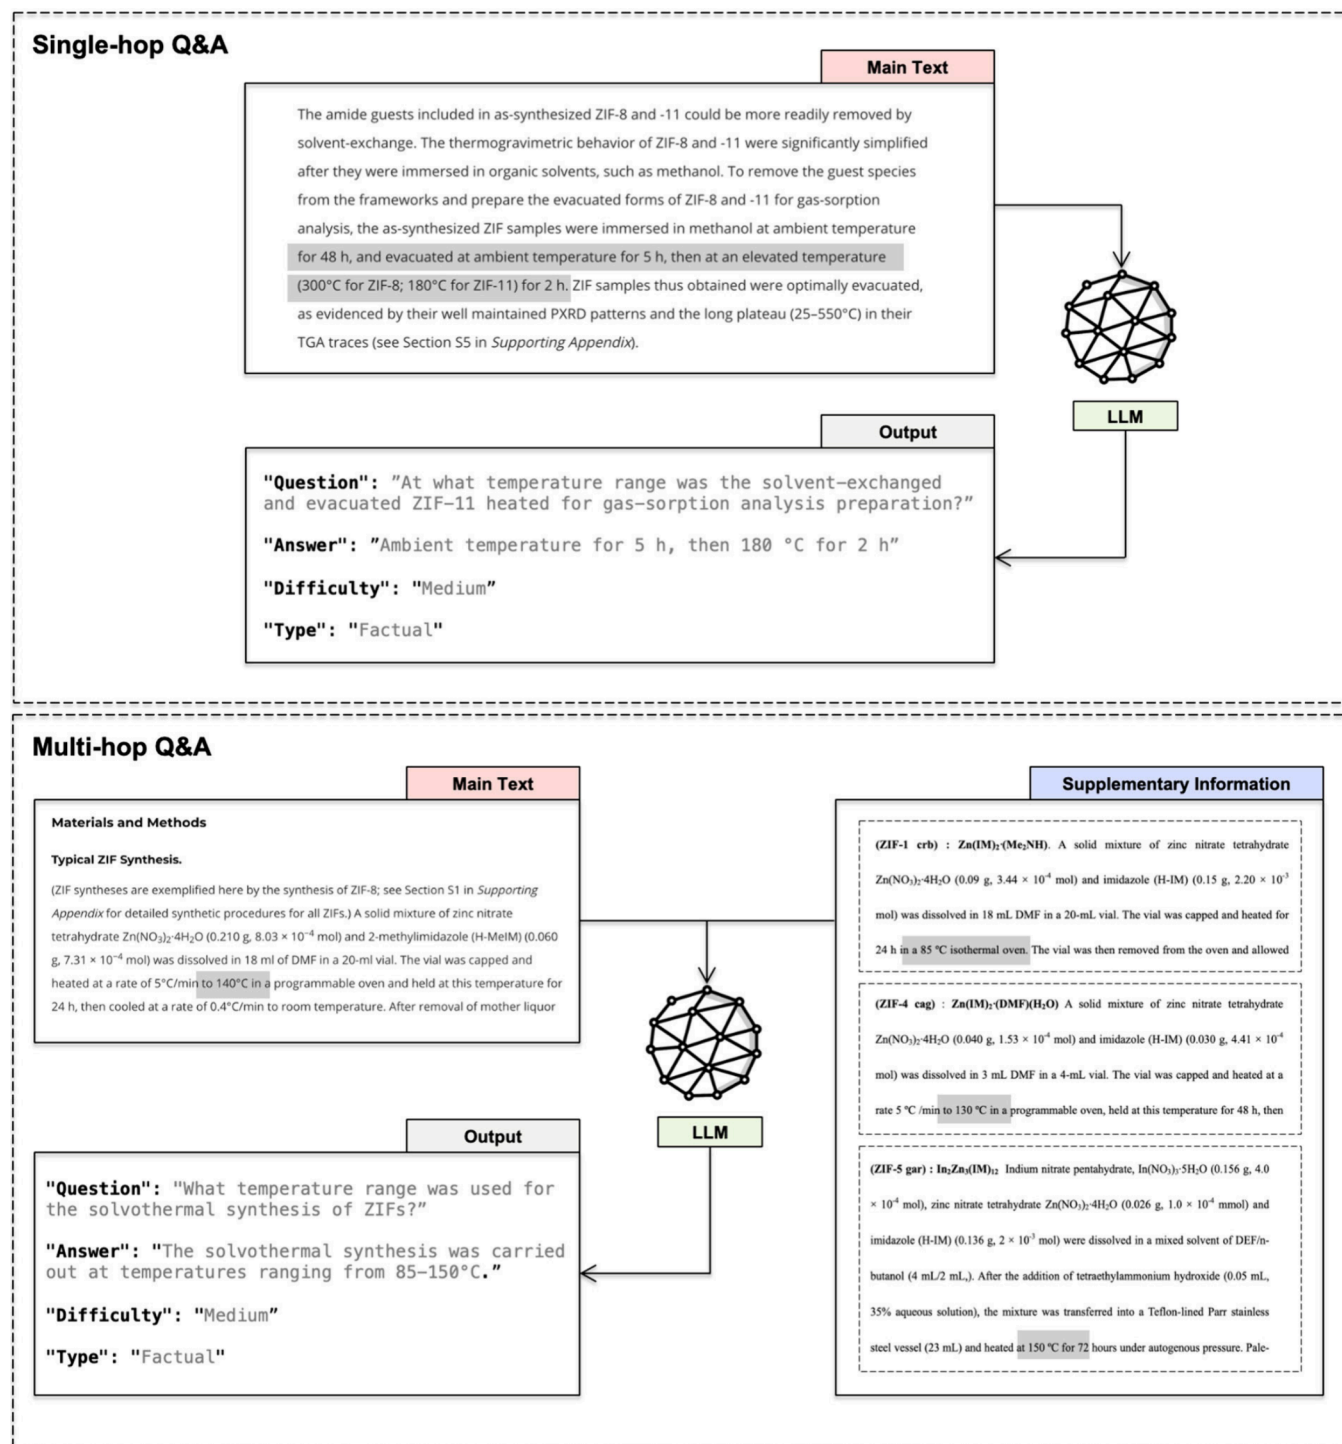 Single-hop Q&A
Main Text
The amide guests included in as-synthesized ZIF-8 and -11 could be more readily removed by
solvent-exchange. The thermogravimetric behavior of ZIF-8 and -11 were significantly simplified
after they were immersed in organic solvents, such as methanol. To remove the guest species
from the frameworks and prepare the evacuated forms of ZIF-8 and -11 for gas-sorption
analysis, the as-synthesized ZIF samples were immersed in methanol at ambient temperature
for 48 h, and evacuated at ambient temperature for 5 h, then at an elevated temperature
(300°C for ZIF-8; 180°C for ZIF-11) for 2 h. ZIF samples thus obtained were optimally evacuated,
as evidenced by their well maintained PXRD patterns and the long plateau (25–550°C) in their
TGA traces (see Section S5 in Supporting Appendix).
LLM
Output
"Question": ”At what temperature range was the solvent-exchanged
and evacuated ZIF-11 heated for gas-sorption analysis preparation?”
"Answer": ”Ambient temperature for 5 h, then 180 °C for 2 h”
"Difficulty": "Medium”
"Type": "Factual"
Multi-hop Q&A
Main Text
Materials and Methods
Typical ZIF Synthesis.
(ZIF syntheses are exemplified here by the synthesis of ZIF-8; see Section S1 in Supporting
Appendix for detailed synthetic procedures for all ZIFs.) A solid mixture of zinc nitrate
tetrahydrate Zn(NO₃)₂·4H₂O (0.210 g, 8.03 × 10⁻⁴ mol) and 2-methylimidazole (H-MeIM) (0.060
g, 7.31 × 10⁻⁴ mol) was dissolved in 18 ml of DMF in a 20-ml vial. The vial was capped and
heated at a rate of 5°C/min to 140°C in a programmable oven and held at this temperature for
24 h, then cooled at a rate of 0.4°C/min to room temperature. After removal of mother liquor
Supplementary Information
(ZIF-1 crb) : Zn(IM)₂·(Me₂NH). A solid mixture of zinc nitrate tetrahydrate
Zn(NO₃)₂·4H₂O (0.09 g, 3.44 × 10⁻⁴ mol) and imidazole (H-IM) (0.15 g, 2.20 × 10⁻³
mol) was dissolved in 18 mL DMF in a 20-mL vial. The vial was capped and heated for
24 h in a 85 ºC isothermal oven. The vial was then removed from the oven and allowed
(ZIF-4 cag) : Zn(IM)₂·(DMF)(H₂O) A solid mixture of zinc nitrate tetrahydrate
Zn(NO₃)₂·4H₂O (0.040 g, 1.53 × 10⁻⁴ mol) and imidazole (H-IM) (0.030 g, 4.41 × 10⁻⁴
mol) was dissolved in 3 mL DMF in a 4-mL vial. The vial was capped and heated at a
rate 5 ºC /min to 130 ºC in a programmable oven, held at this temperature for 48 h, then
(ZIF-5 gar) : In₂Zn₃(IM)₁₂ Indium nitrate pentahydrate, In(NO₃)₃·5H₂O (0.156 g, 4.0
× 10⁻⁴ mol), zinc nitrate tetrahydrate Zn(NO₃)₂·4H₂O (0.026 g, 1.0 × 10⁻⁴ mmol) and
imidazole (H-IM) (0.136 g, 2 × 10⁻³ mol) were dissolved in a mixed solvent of DEF/n-
butanol (4 mL/2 mL,). After the addition of tetraethylammonium hydroxide (0.05 mL,
35% aqueous solution), the mixture was transferred into a Teflon-lined Parr stainless
steel vessel (23 mL) and heated at 150 ºC for 72 hours under autogenous pressure. Pale-
LLM
Output
"Question": "What temperature range was used for
the solvothermal synthesis of ZIFs?”
"Answer": "The solvothermal synthesis was carried
out at temperatures ranging from 85–150°C.”
"Difficulty": "Medium”
"Type": "Factual"